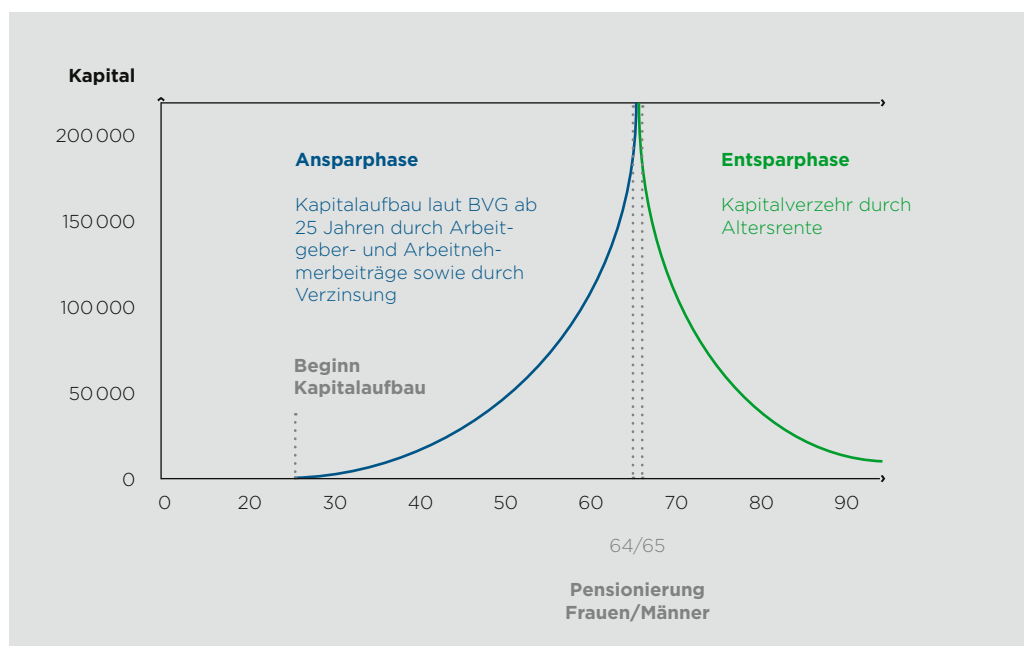 Kapital
200 000
150 000
100 000
50 000
0
Ansparphase
Kapitalaufbau laut BVG ab
25 Jahren durch Arbeit-
geber- und Arbeitneh-
merbeiträge sowie durch
Verzinsung
Entsparphase
Kapitalverzehr durch
Altersrente
Beginn
Kapitalaufbau
0 20 30 40 50 60 70 80 90
64/65
Pensionierung
Frauen/Männer